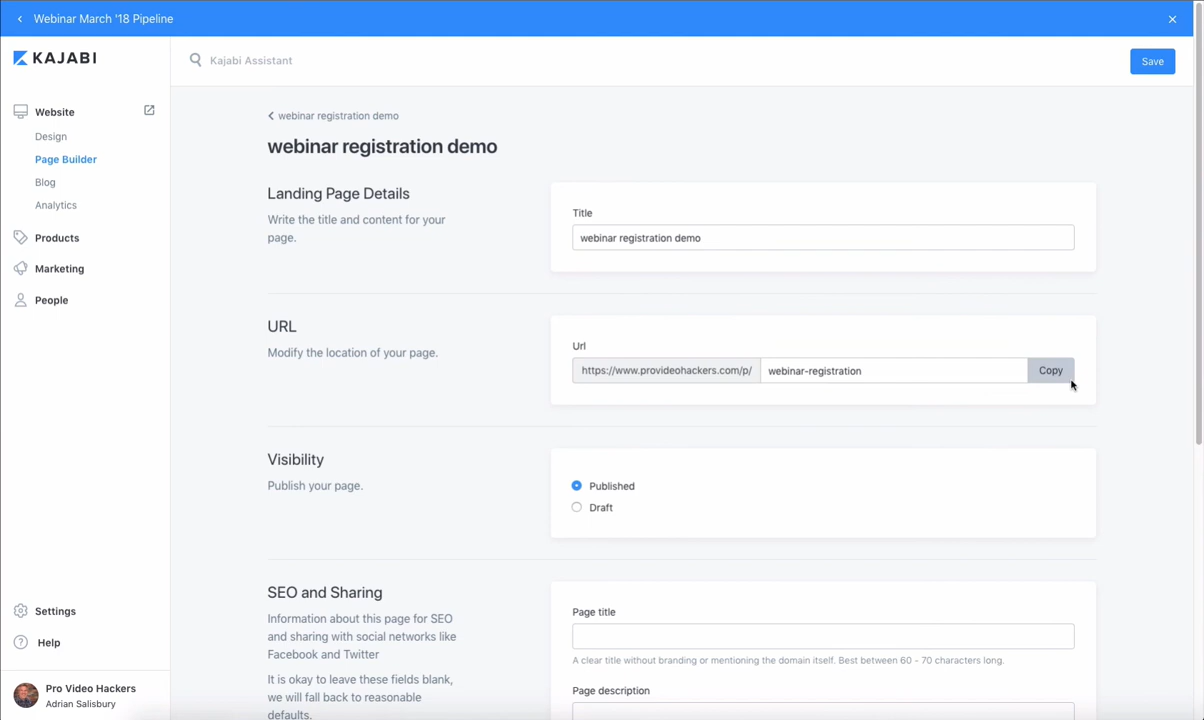 Webinar March '18 Pipeline
KAJABI
Kajabi Assistant
Save
Website
Design
Page Builder
Blog
Analytics
Products
Marketing
People
Settings
Help
Pro Video Hackers
Adrian Salisbury
webinar registration demo
webinar registration demo
Landing Page Details
Write the title and content for your
page.
Title
webinar registration demo
URL
Modify the location of your page.
Url
https://www.provideohackers.com/p/ webinar-registration Copy
Visibility
Publish your page.
Published
Draft
SEO and Sharing
Information about this page for SEO
and sharing with social networks like
Facebook and Twitter
It is okay to leave these fields blank,
we will fall back to reasonable
defaults.
Page title
A clear title without branding or mentioning the domain itself. Best between 60 - 70 characters long.
Page description